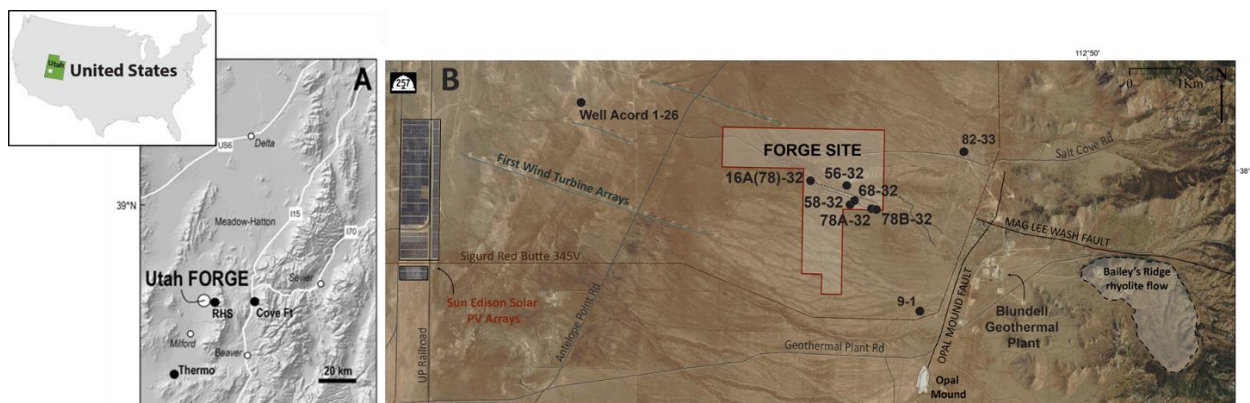 Utah
United States
A
US6
Delta
39°N
Meadow-Hatton
I15
I70
Utah FORGE
Sevier
RHS
Cove Ft
Milford
Beaver
Thermo
20 km
B
257
112°50'
0 1Km
N
Well Acord 1-26
FORGE SITE
82-33
Salt Cove Rd
38°
First Wind Turbine Arrays
16A(78)-32
56-32
68-32
58-32
78A-32
78B-32
MAG LEE WASH FAULT
Sigurd Red Butte 345V
Sun Edison Solar
PV Arrays
UP Railroad
Antelope Point Rd
9-1
OPAL MOUND FAULT
Blundell
Geothermal
Plant
Bailey's Ridge
rhyolite flow
Geothermal Plant Rd
Opal
Mound